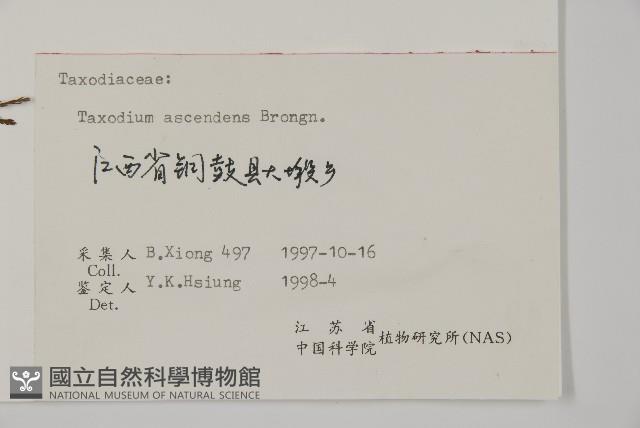 Taxodiaceae:
Taxodium ascendens Brongn.
江西省铜鼓县大塅乡
采集人 B.Xiong 497 1997-10-16
Coll.
鉴定人 Y.K.Hsiung 1998-4
Det.
江苏省
中国科学院 植物研究所(NAS)
國立自然科學博物館
NATIONAL MUSEUM OF NATURAL SCIENCE